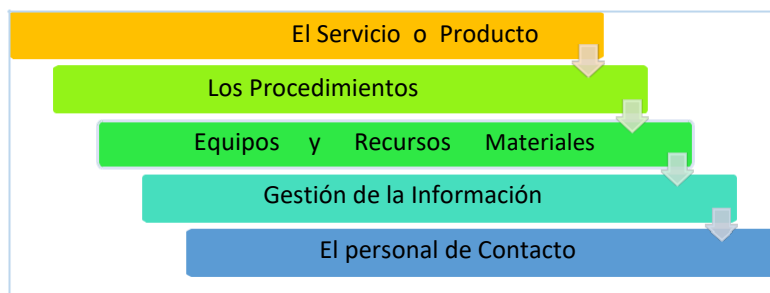 El Servicio o Producto
Los Procedimientos
Equipos y Recursos Materiales
Gestión de la Información
El personal de Contacto